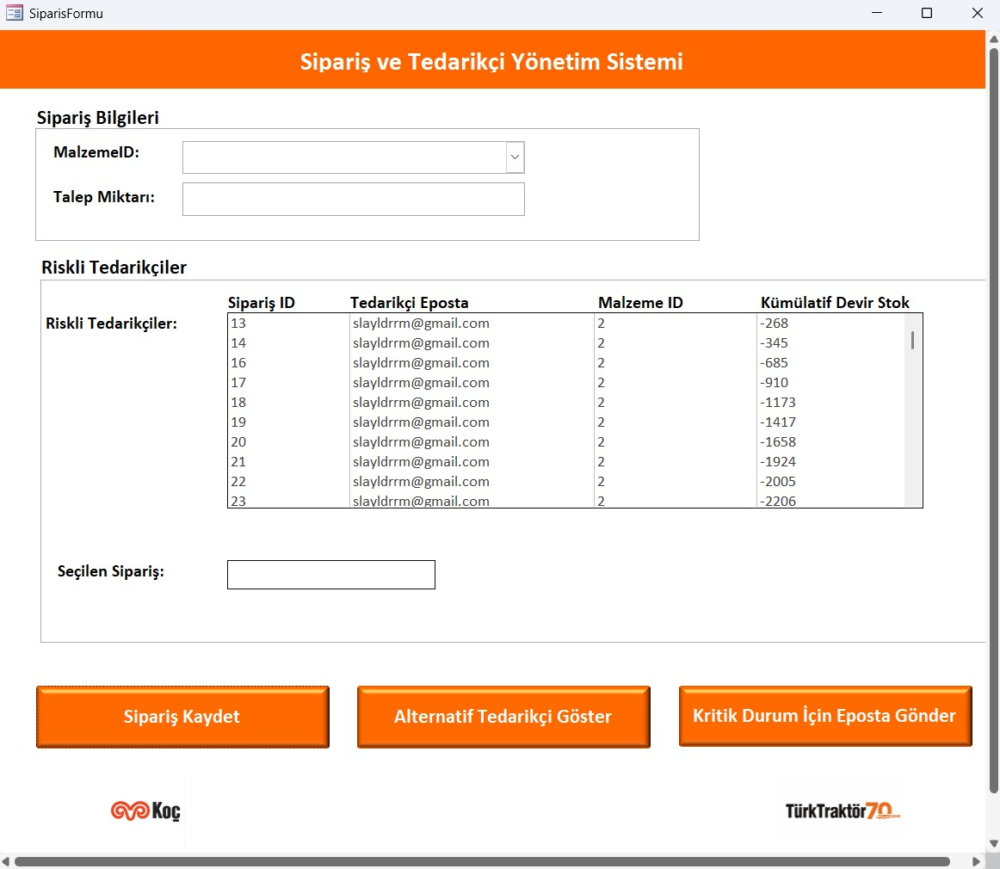 SiparisFormu
Sipariş ve Tedarikçi Yönetim Sistemi
Sipariş Bilgileri
MalzemeID:
Talep Miktarı:
Riskli Tedarikçiler
Sipariş ID Tedarikçi Eposta Malzeme ID Kümülatif Devir Stok
Riskli Tedarikçiler:
13 slayldrrm@gmail.com 2 -268
14 slayldrrm@gmail.com 2 -345
16 slayldrrm@gmail.com 2 -685
17 slayldrrm@gmail.com 2 -910
18 slayldrrm@gmail.com 2 -1173
19 slayldrrm@gmail.com 2 -1417
20 slayldrrm@gmail.com 2 -1658
21 slayldrrm@gmail.com 2 -1924
22 slayldrrm@gmail.com 2 -2005
23 slayldrrm@gmail.com 2 -2206
Seçilen Sipariş:
Sipariş Kaydet
Alternatif Tedarikçi Göster
Kritik Durum İçin Eposta Gönder
Koç
TürkTraktör 70